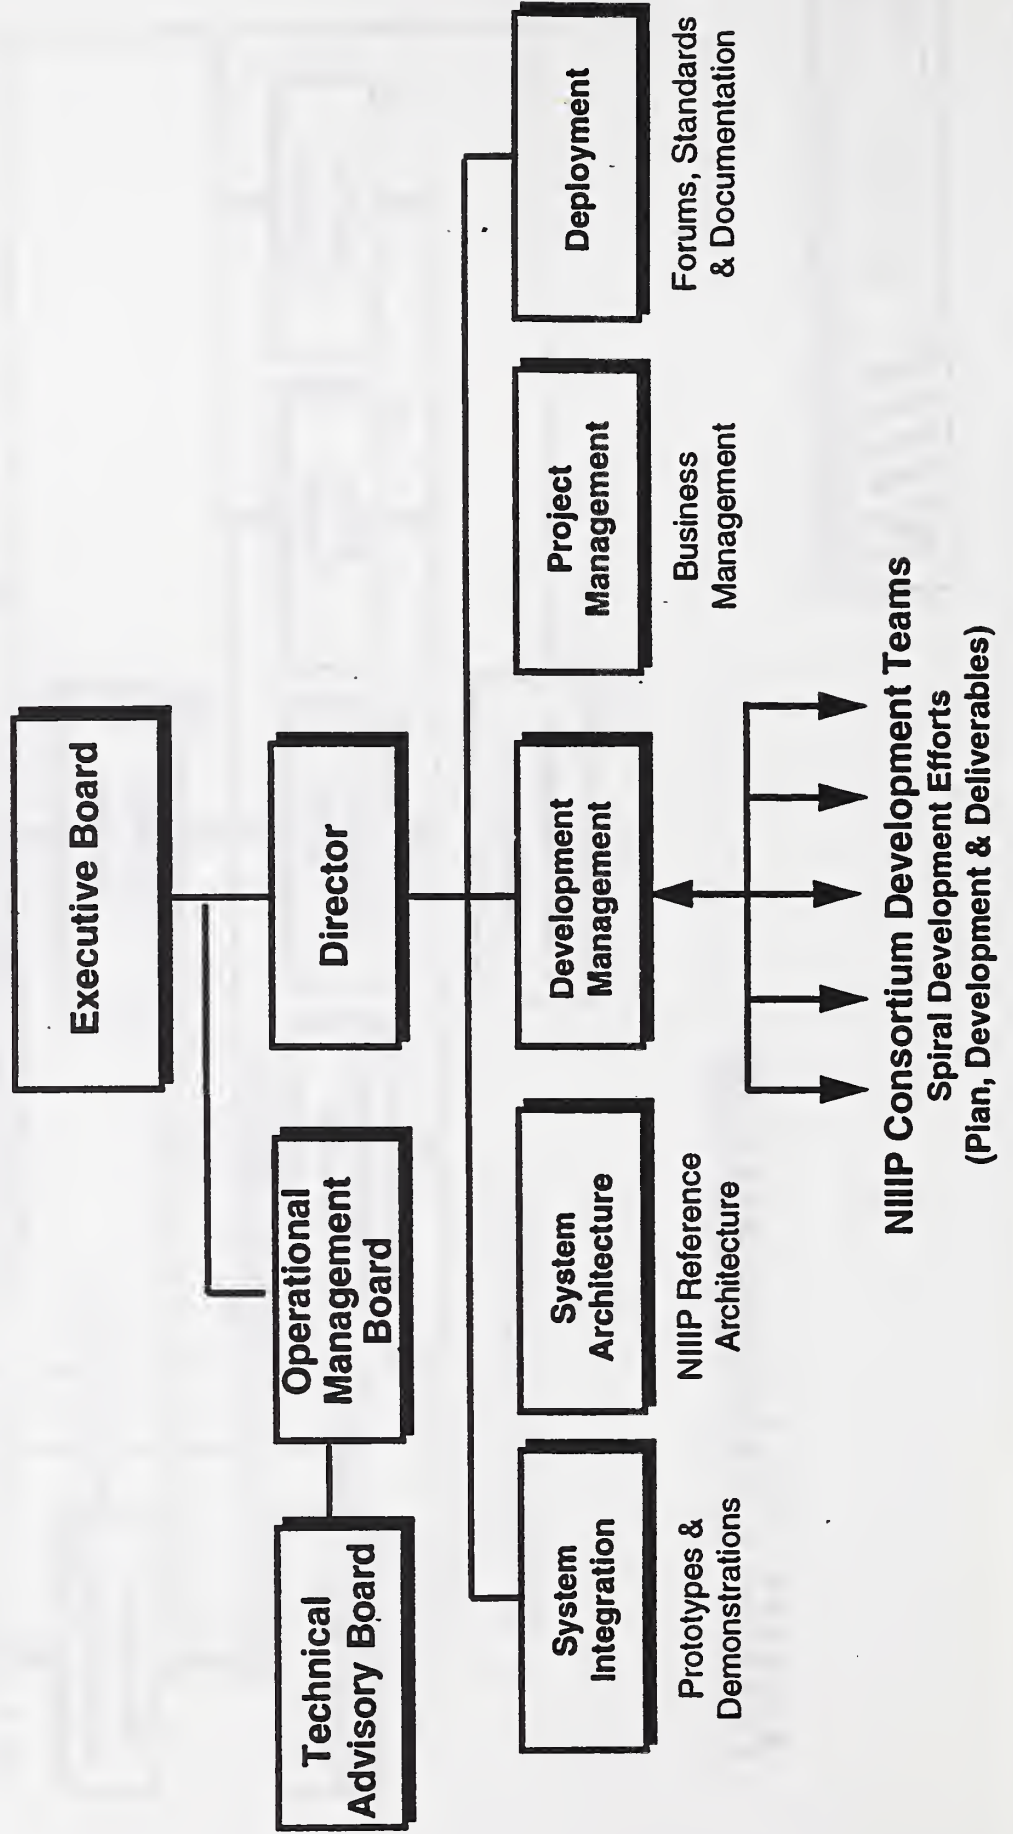 Executive Board
Technical
Advisory Board
Operational
Management
Board
Director
System
Integration
System
Architecture
Development
Management
Project
Management
Deployment
Prototypes &
Demonstrations
NIIIP Reference
Architecture
Business
Management
Forums, Standards
& Documentation
NIIIP Consortium Development Teams
Spiral Development Efforts
(Plan, Development & Deliverables)